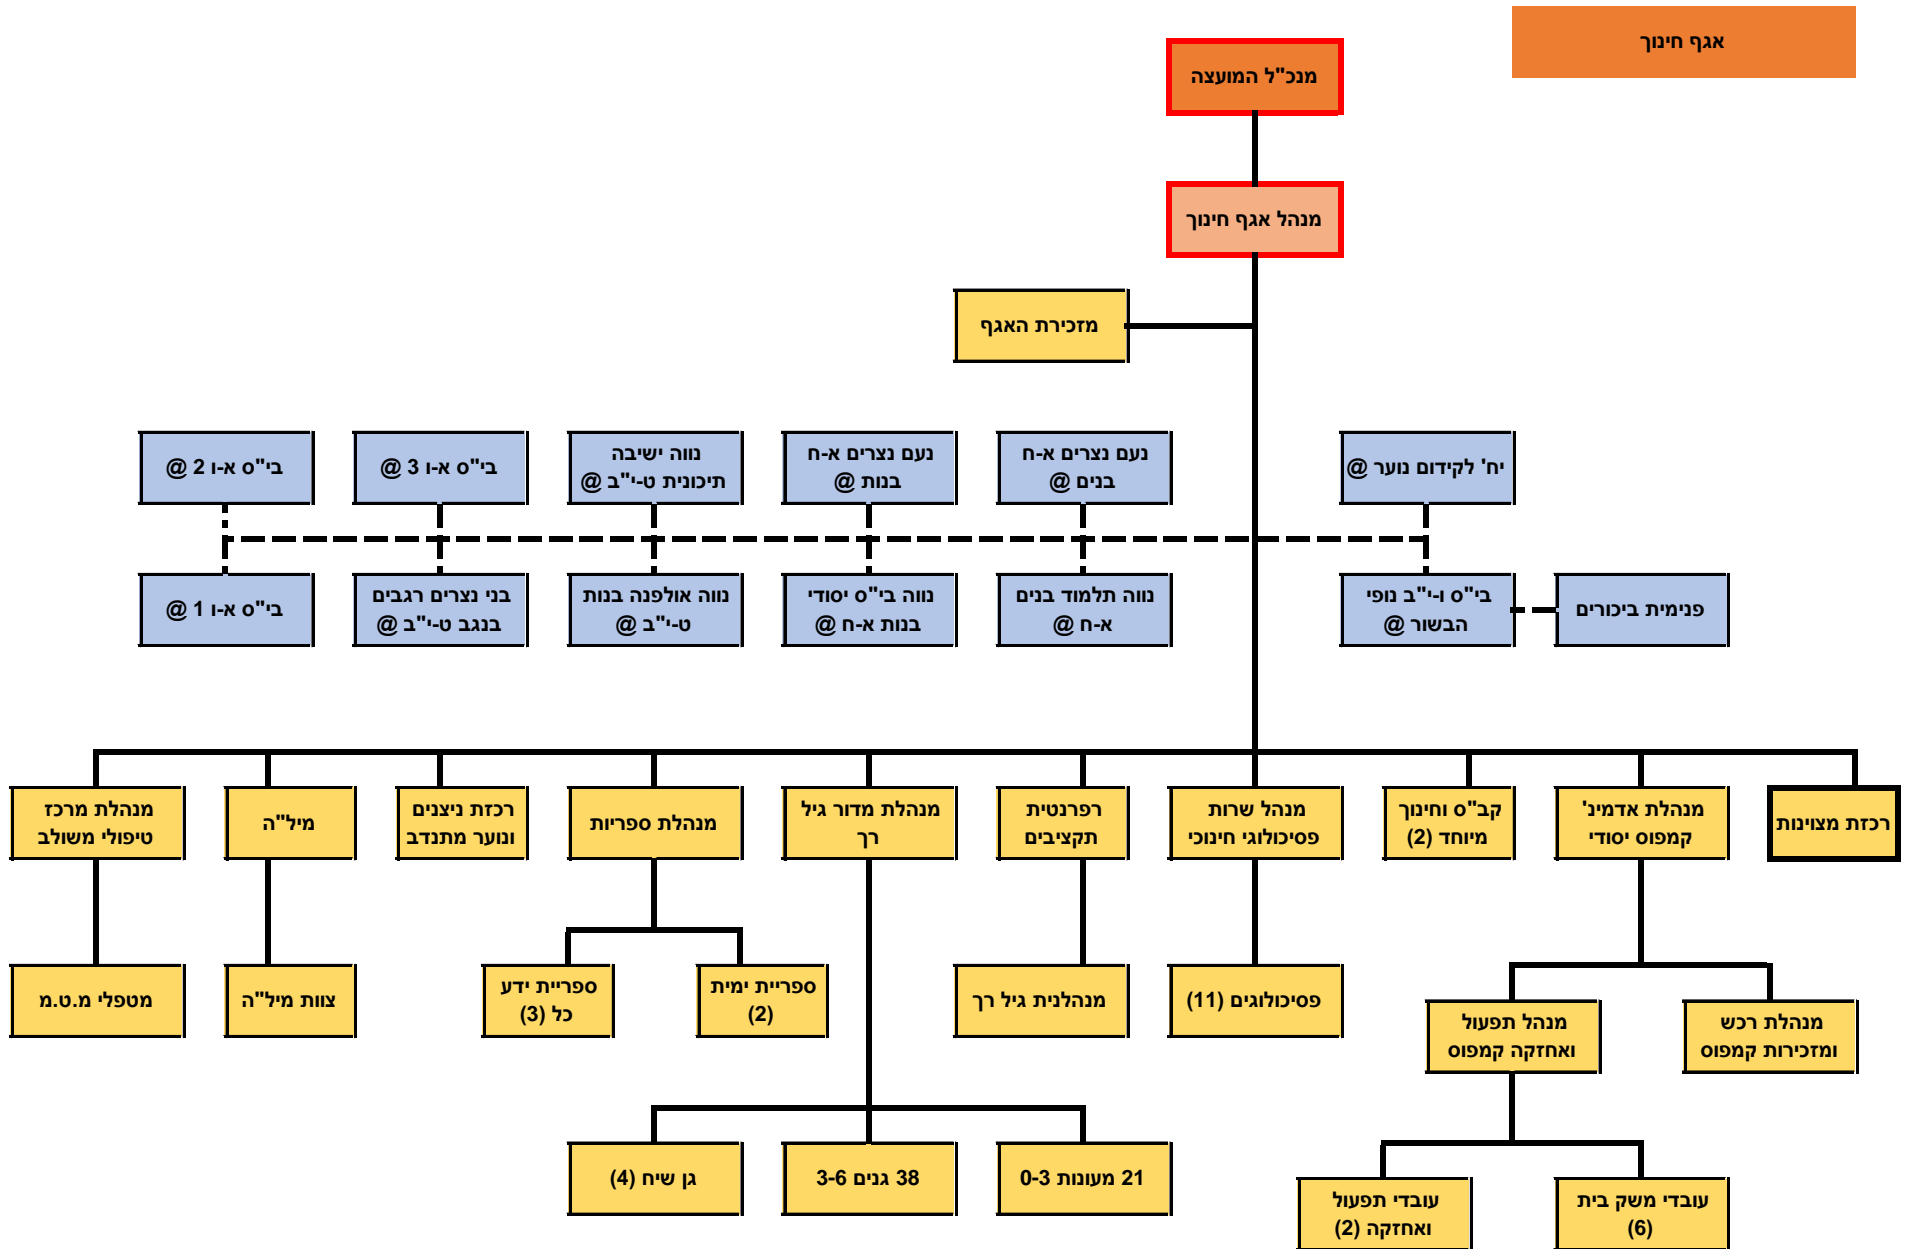 אגף חינוך
מנכ"ל המועצה
מנהל אגף חינוך
מזכירת האגף
יח' לקידום נוער @
נעם נצרים א-ח
בנים @
נעם נצרים א-ח
בנות @
נווה ישיבה
תיכונית ט-י"ב @
בי"ס א-ו 3 @
בי"ס א-ו 2 @
פנימית ביכורים
בי"ס ו-י"ב נופי
הבשור @
נווה תלמוד בנים
א-ח @
נווה בי"ס יסודי
בנות א-ח @
נווה אולפנה בנות
ט-י"ב @
בני נצרים רגבים
בנגב ט-י"ב @
בי"ס א-ו 1 @
רכזת מצוינות
מנהלת אדמינ'
קמפוס יסודי
קב"ס וחינוך
מיוחד (2)
מנהל שרות
פסיכולוגי חינוכי
רפרנטית
תקציבים
מנהלת מדור גיל
רך
מנהלת ספריות
רכזת ניצנים
ונוער מתנדב
מיל"ה
מנהלת מרכז
טיפולי משולב
פסיכולוגים (11)
מנהלנית גיל רך
ספריית ימית
(2)
ספריית ידע
כל (3)
צוות מיל"ה
מטפלי מ.ט.מ
מנהלת רכש
ומזכירות קמפוס
מנהל תפעול
ואחזקה קמפוס
21 מעונות 0-3
38 גנים 3-6
גן שיח (4)
עובדי משק בית
(6)
עובדי תפעול
ואחזקה (2)